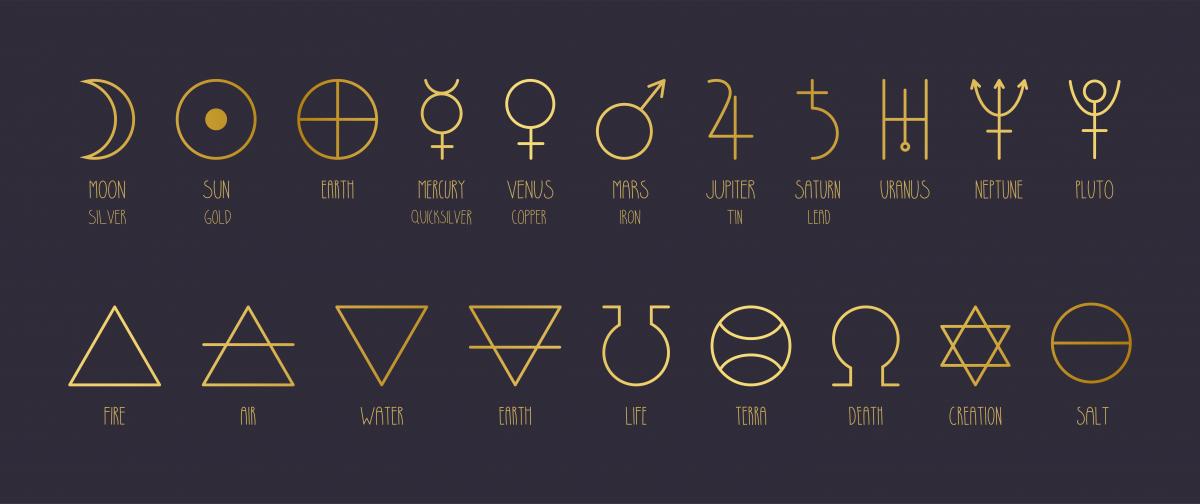 MOON SUN EARTH MERCURY VENUS MARS JUPITER SATURN URANUS NEPTUNE PLUTO
SILVER GOLD QUICKSILVER COPPER IRON TIN LEAD
FIRE AIR WATER EARTH LIFE TERRA DEATH CREATION SALT